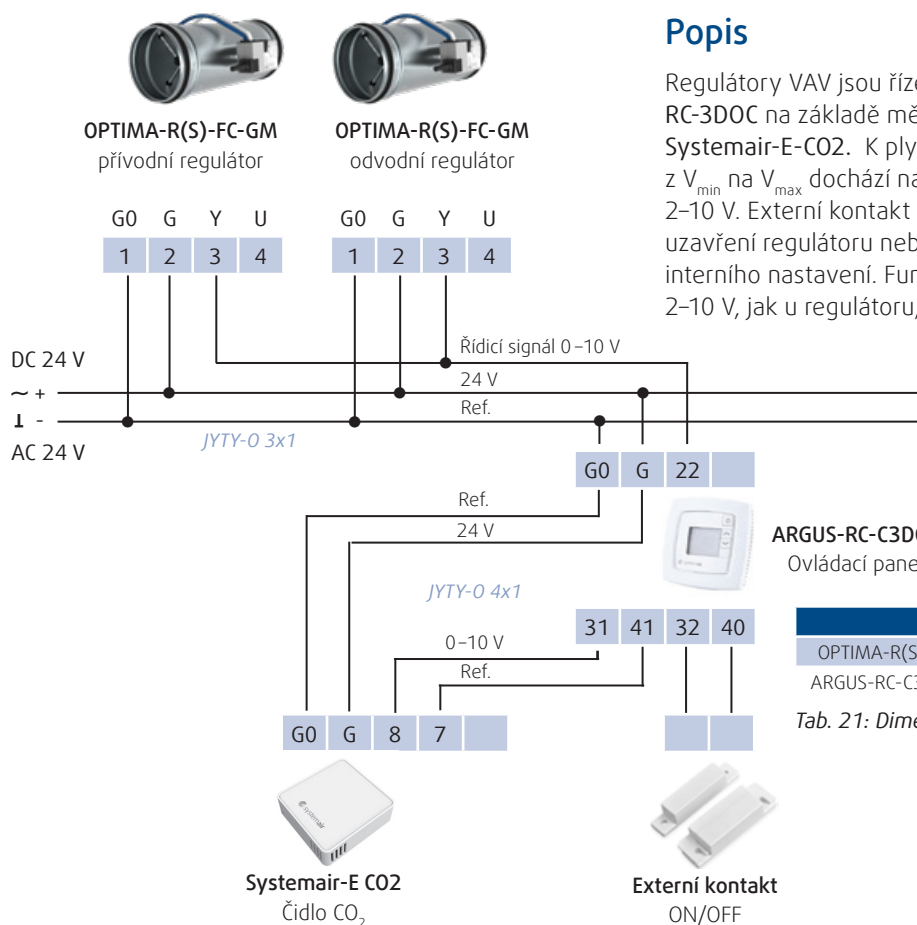 OPTIMA-R(S)-FC-GM
přívodní regulátor
OPTIMA-R(S)-FC-GM
odvodní regulátor
G0 G Y U
1 2 3 4
G0 G Y U
1 2 3 4
Popis
Regulátory VAV jsou říze
RC-3DOC na základě mě
Systemair-E-CO2. K ply
z Vmin na Vmax dochází na
2–10 V. Externí kontakt
uzavření regulátoru neb
interního nastavení. Fun
2–10 V, jak u regulátoru,
Řídicí signál 0–10 V
DC 24 V
24 V
~ +
Ref.
⊥ -
AC 24 V
JYTY-O 3x1
G0 G 22
Ref.
24 V
ARGUS-RC-C3DO
Ovládací pane
JYTY-O 4x1
31 41 32 40
0–10 V
Ref.
OPTIMA-R(S
ARGUS-RC-C3
Tab. 21: Dime
G0 G 8 7
systemair
Systemair-E CO2
Čidlo CO₂
Externí kontakt
ON/OFF